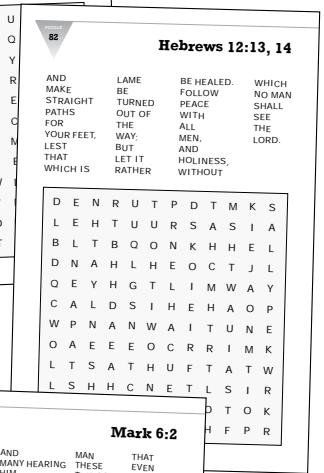 U
Q
Y
R
E
PUZZLE
82
Hebrews 12:13, 14
AND
MAKE
STRAIGHT
PATHS
FOR
YOUR FEET,
LEST
THAT
WHICH IS
LAME
BE
TURNED
OUT OF
THE
WAY;
BUT
LET IT
RATHER
BE HEALED.
FOLLOW
PEACE
WITH
ALL
MEN,
AND
HOLINESS,
WITHOUT
WHICH
NO MAN
SHALL
SEE
THE
LORD.
D E N R U T P D T M K S
L E H T U U R S A S I A
B L T B Q O N K H H E L
D N A H L H E O C T J L
Q E Y H G T L I M W A Y
C A L D S I H E H A O P
W P N A N W A I T U N E
O A E E E O C R R I M K
L T S A T H U F T A T W
L S H H C N E T L S I R
O T O K
H F P R
Mark 6:2
AND
MANY HEARING
HIM
MAN
THESE
THAT
EVEN